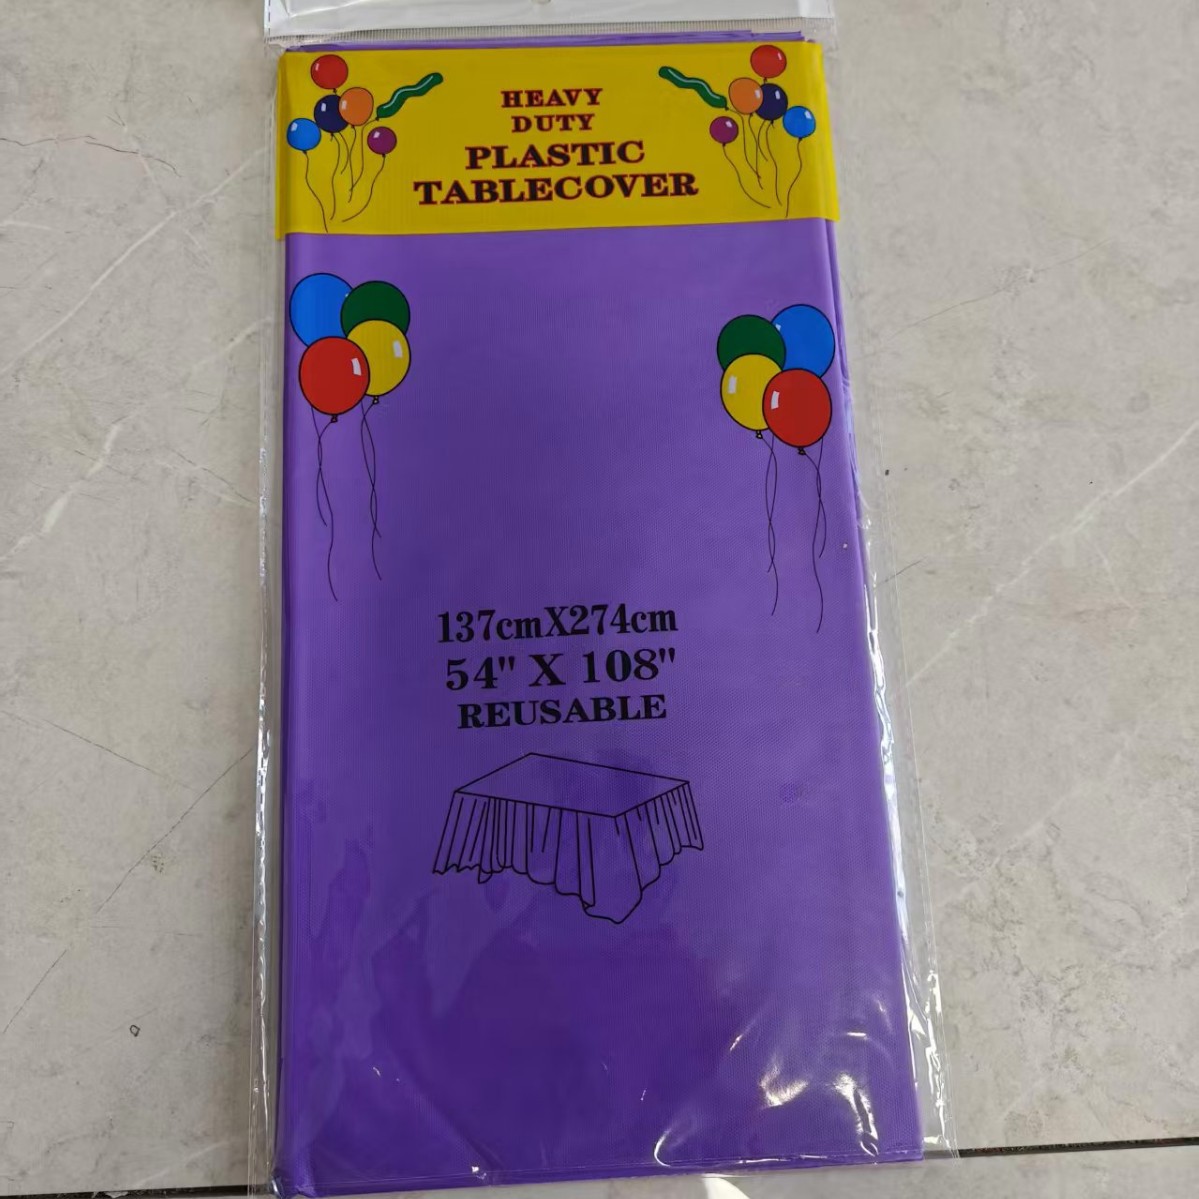 HEAVY
DUTY
PLASTIC
TABLECOVER
137cmX274cm
54" X 108"
REUSABLE